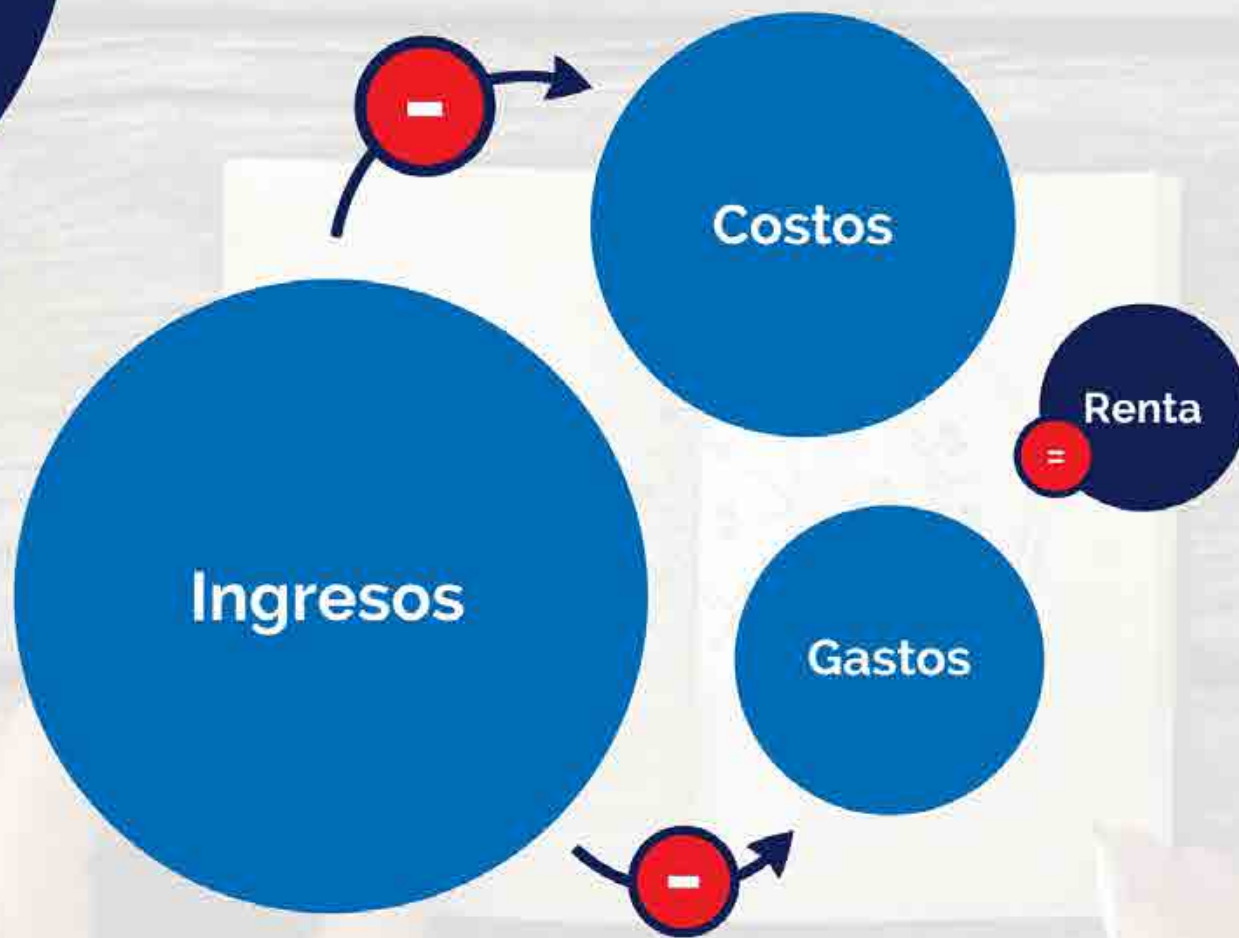 -
Costos
Renta
=
Ingresos
Gastos
-